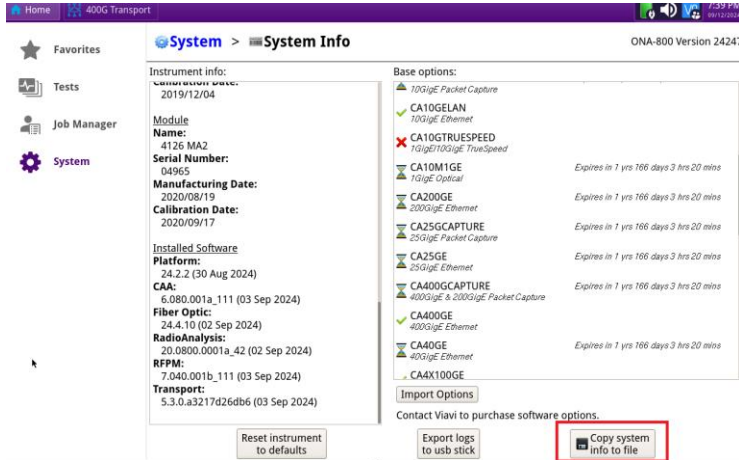 Home
400G Transport
7:39 PM
09/12/2024
Favorites
Tests
Job Manager
System
System > System Info
ONA-800 Version 24247
Instrument info:
Calibration Date:
2019/12/04
Module
Name:
4126 MA2
Serial Number:
04965
Manufacturing Date:
2020/08/19
Calibration Date:
2020/09/17
Installed Software
Platform:
24.2.2 (30 Aug 2024)
CAA:
6.080.001a_111 (03 Sep 2024)
Fiber Optic:
24.4.10 (02 Sep 2024)
RadioAnalysis:
20.0800.0001a_42 (02 Sep 2024)
RFPM:
7.040.001b_111 (03 Sep 2024)
Transport:
5.3.0.a3217d26db6 (03 Sep 2024)
Reset instrument
to defaults
Base options:
10GigE Packet Capture
CA10GELAN
10GigE Ethernet
CA10GTRUESPEED
1GigE/10GigE TrueSpeed
CA10M1GE Expires in 1 yrs 166 days 3 hrs 20 mins
1GigE Optical
CA200GE Expires in 1 yrs 166 days 3 hrs 20 mins
200GigE Ethernet
CA25GCAPTURE Expires in 1 yrs 166 days 3 hrs 20 mins
25GigE Packet Capture
CA25GE Expires in 1 yrs 166 days 3 hrs 20 mins
25GigE Ethernet
CA400GCAPTURE Expires in 1 yrs 166 days 3 hrs 20 mins
400GigE & 200GigE Packet Capture
CA400GE
400GigE Ethernet
CA40GE Expires in 1 yrs 166 days 3 hrs 20 mins
40GigE Ethernet
CA4X100GE
Import Options
Contact Viavi to purchase software options.
Export logs
to usb stick
Copy system
info to file